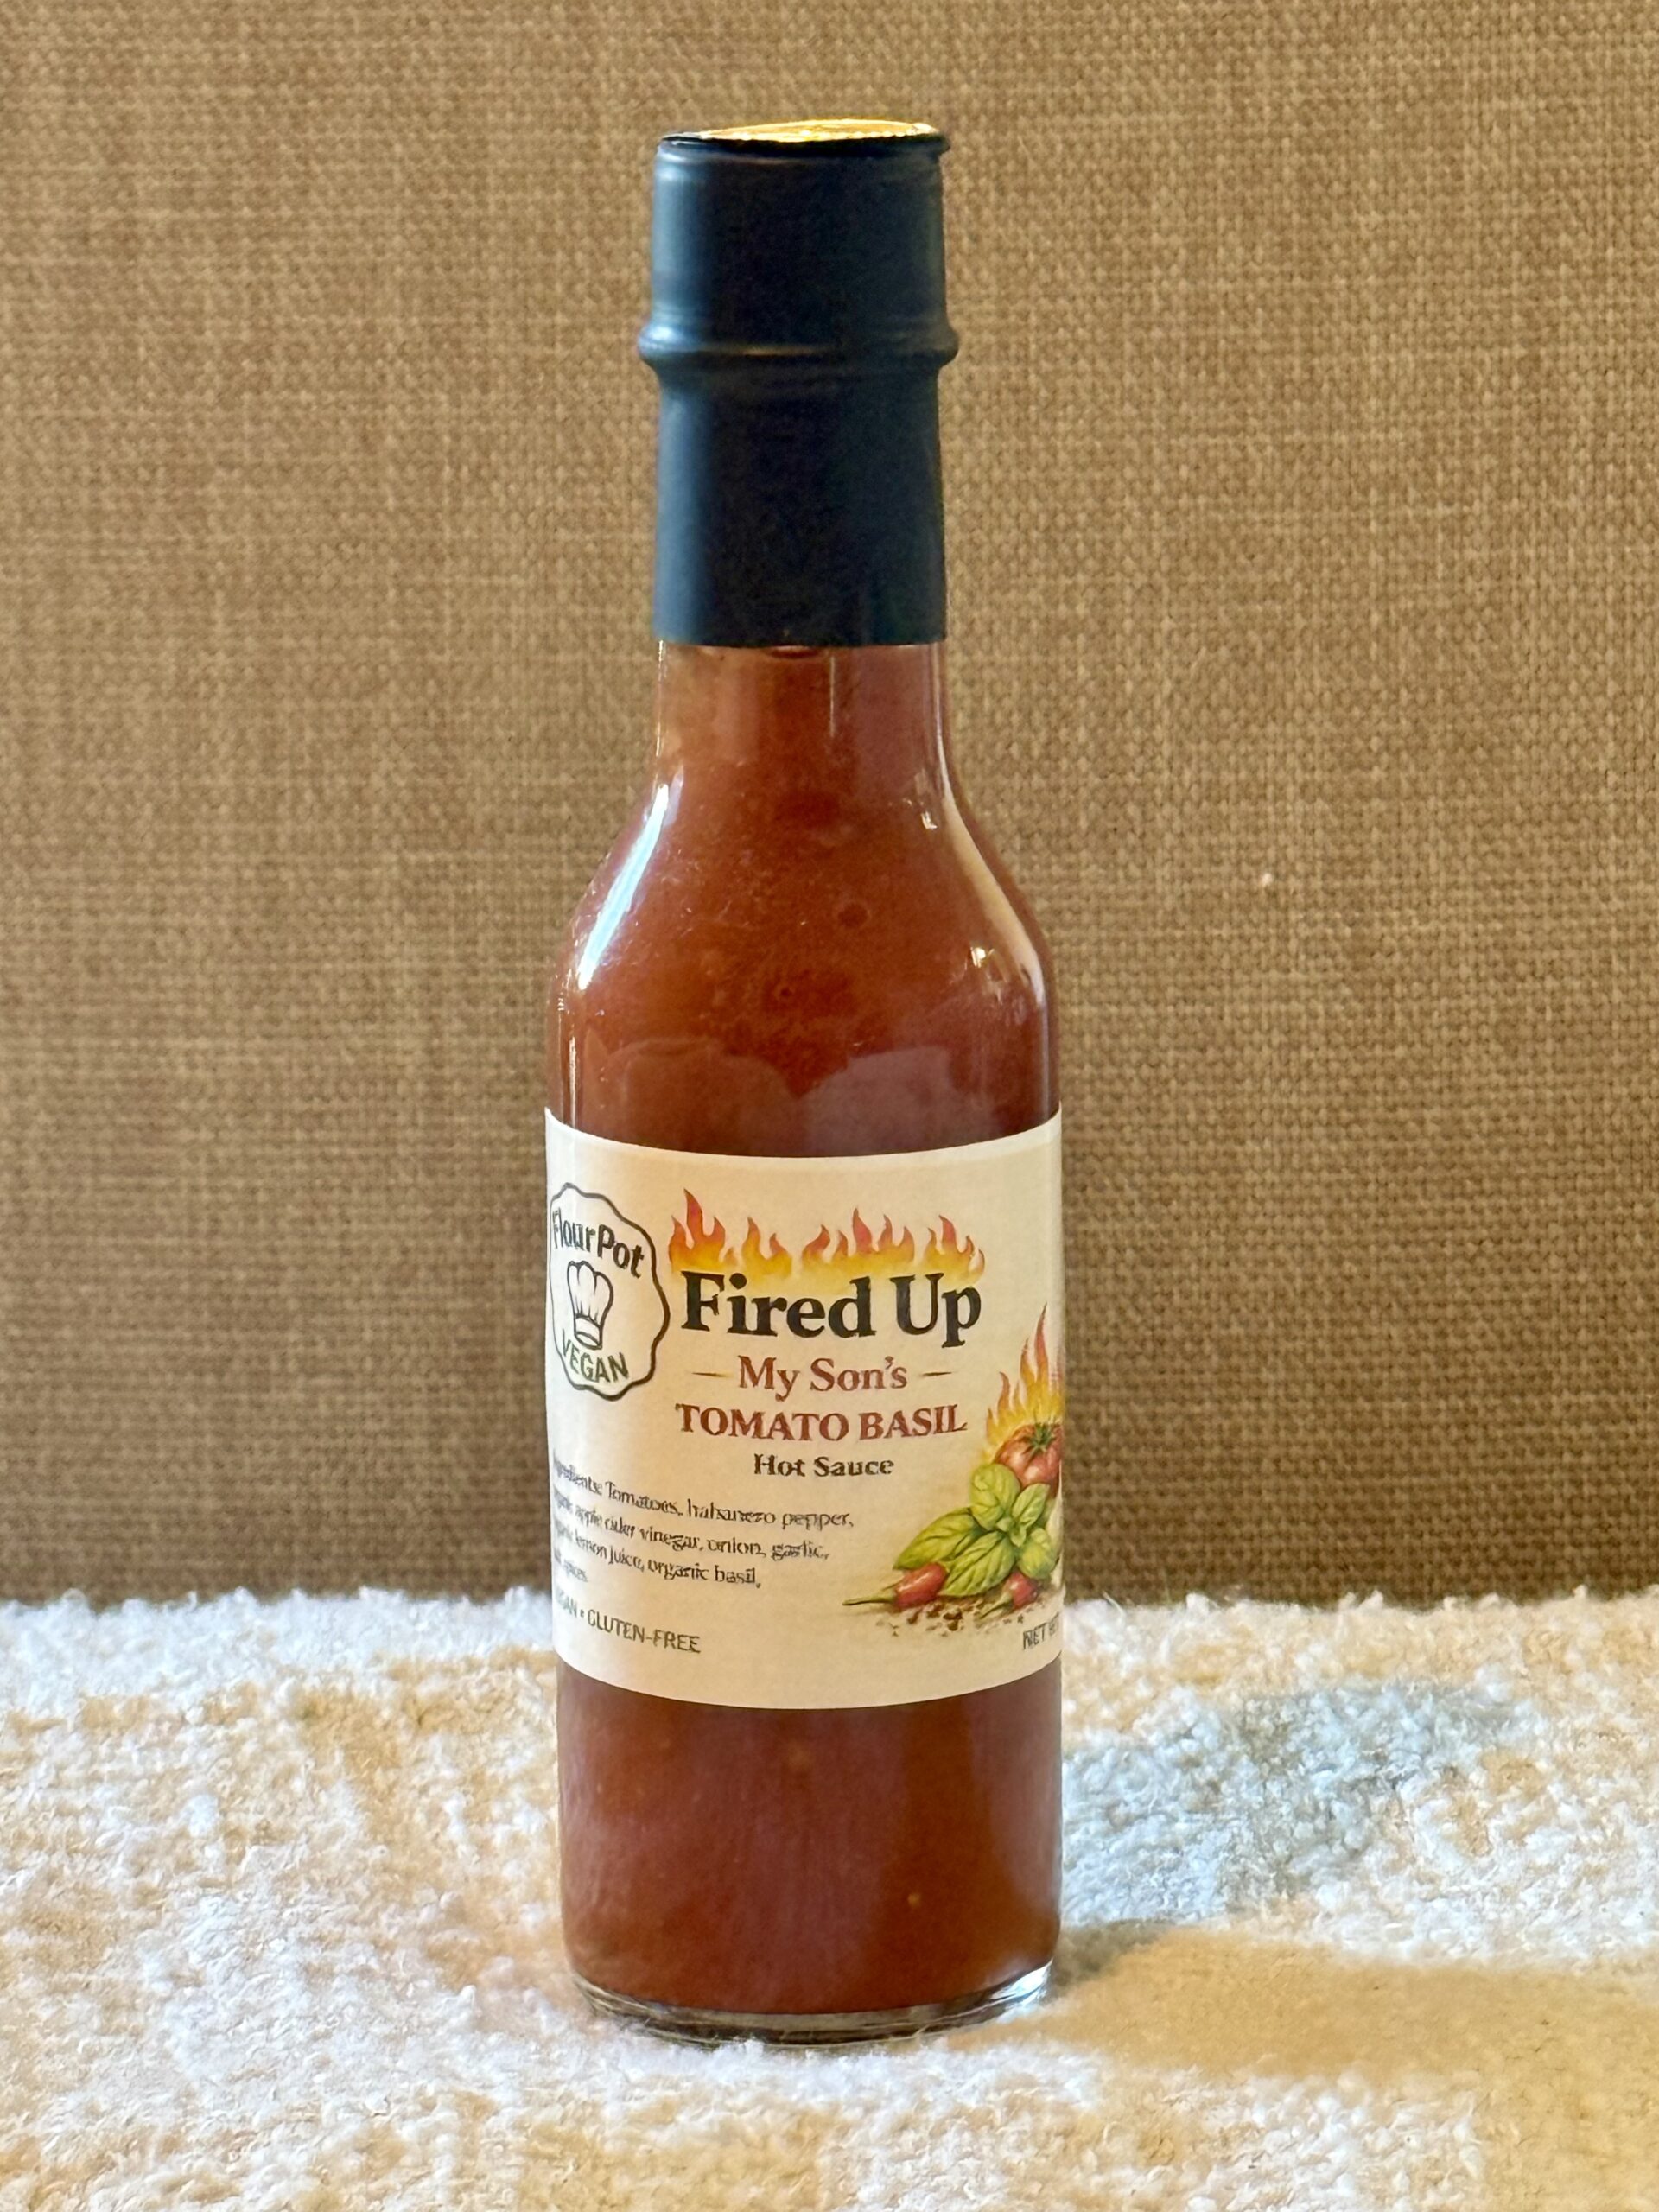 FlourPot
VEGAN
Fired Up
My Son's
TOMATO BASIL
Hot Sauce
Tomatoes, habanero pepper,
apple cider vinegar, onion, garlic,
lemon juice, organic basil,
• GLUTEN-FREE
NET